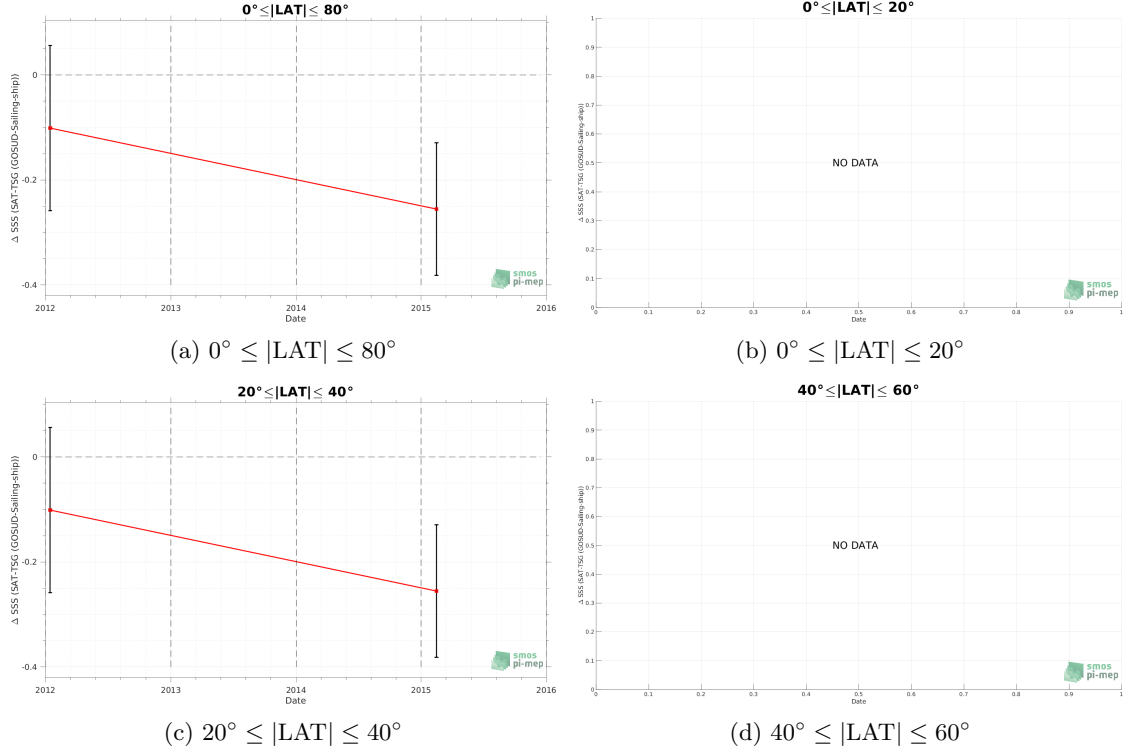 0°≤|LAT|≤ 80°
Δ SSS (SAT-TSG (GOSUD-Sailing-ship))
0
-0.2
-0.4
2012 2013 2014 2015 2016
Date
smos
pi-mep
(a) 0° ≤ |LAT| ≤ 80°
0°≤|LAT|≤ 20°
Δ SSS (SAT-TSG (GOSUD-Sailing-ship))
1
0.9
0.8
0.7
0.6
0.5
0.4
0.3
0.2
0.1
0
NO DATA
0 0.1 0.2 0.3 0.4 0.5 0.6 0.7 0.8 0.9 1
Date
smos
pi-mep
(b) 0° ≤ |LAT| ≤ 20°
20°≤|LAT|≤ 40°
Δ SSS (SAT-TSG (GOSUD-Sailing-ship))
0
-0.2
-0.4
2012 2013 2014 2015 2016
Date
smos
pi-mep
(c) 20° ≤ |LAT| ≤ 40°
40°≤|LAT|≤ 60°
Δ SSS (SAT-TSG (GOSUD-Sailing-ship))
1
0.9
0.8
0.7
0.6
0.5
0.4
0.3
0.2
0.1
0
NO DATA
0 0.1 0.2 0.3 0.4 0.5 0.6 0.7 0.8 0.9 1
Date
smos
pi-mep
(d) 40° ≤ |LAT| ≤ 60°